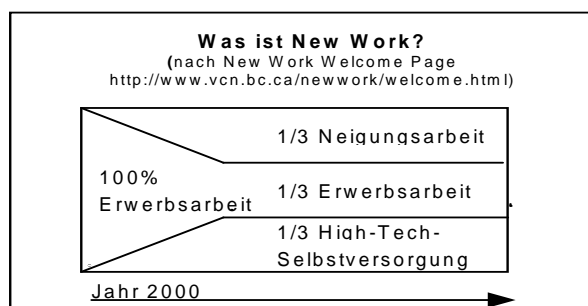 Was ist New Work?
(nach New Work Welcome Page
http://www.vcn.bc.ca/newwork/welcome.html)
1/3 Neigungsarbeit
100%
Erwerbsarbeit
1/3 Erwerbsarbeit
1/3 High-Tech-
Selbstversorgung
Jahr 2000